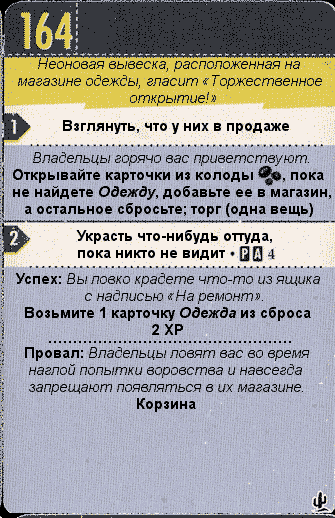 164
Неоновая вывеска, расположенная на
магазине одежды, гласит «Торжественное
открытие!»
1 Взглянуть, что у них в продаже
Владельцы горячо вас приветствуют.
Открывайте карточки из колоды , пока
не найдете Одежду, добавьте ее в магазин,
а остальное сбросьте; торг (одна вещь)
2 Украсть что-нибудь оттуда,
пока никто не видит • P A 4
Успех: Вы ловко крадете что-то из ящика
с надписью «На ремонт».
Возьмите 1 карточку Одежда из сброса
2 XP
Провал: Владельцы ловят вас во время
наглой попытки воровства и навсегда
запрещают появляться в их магазине.
Корзина